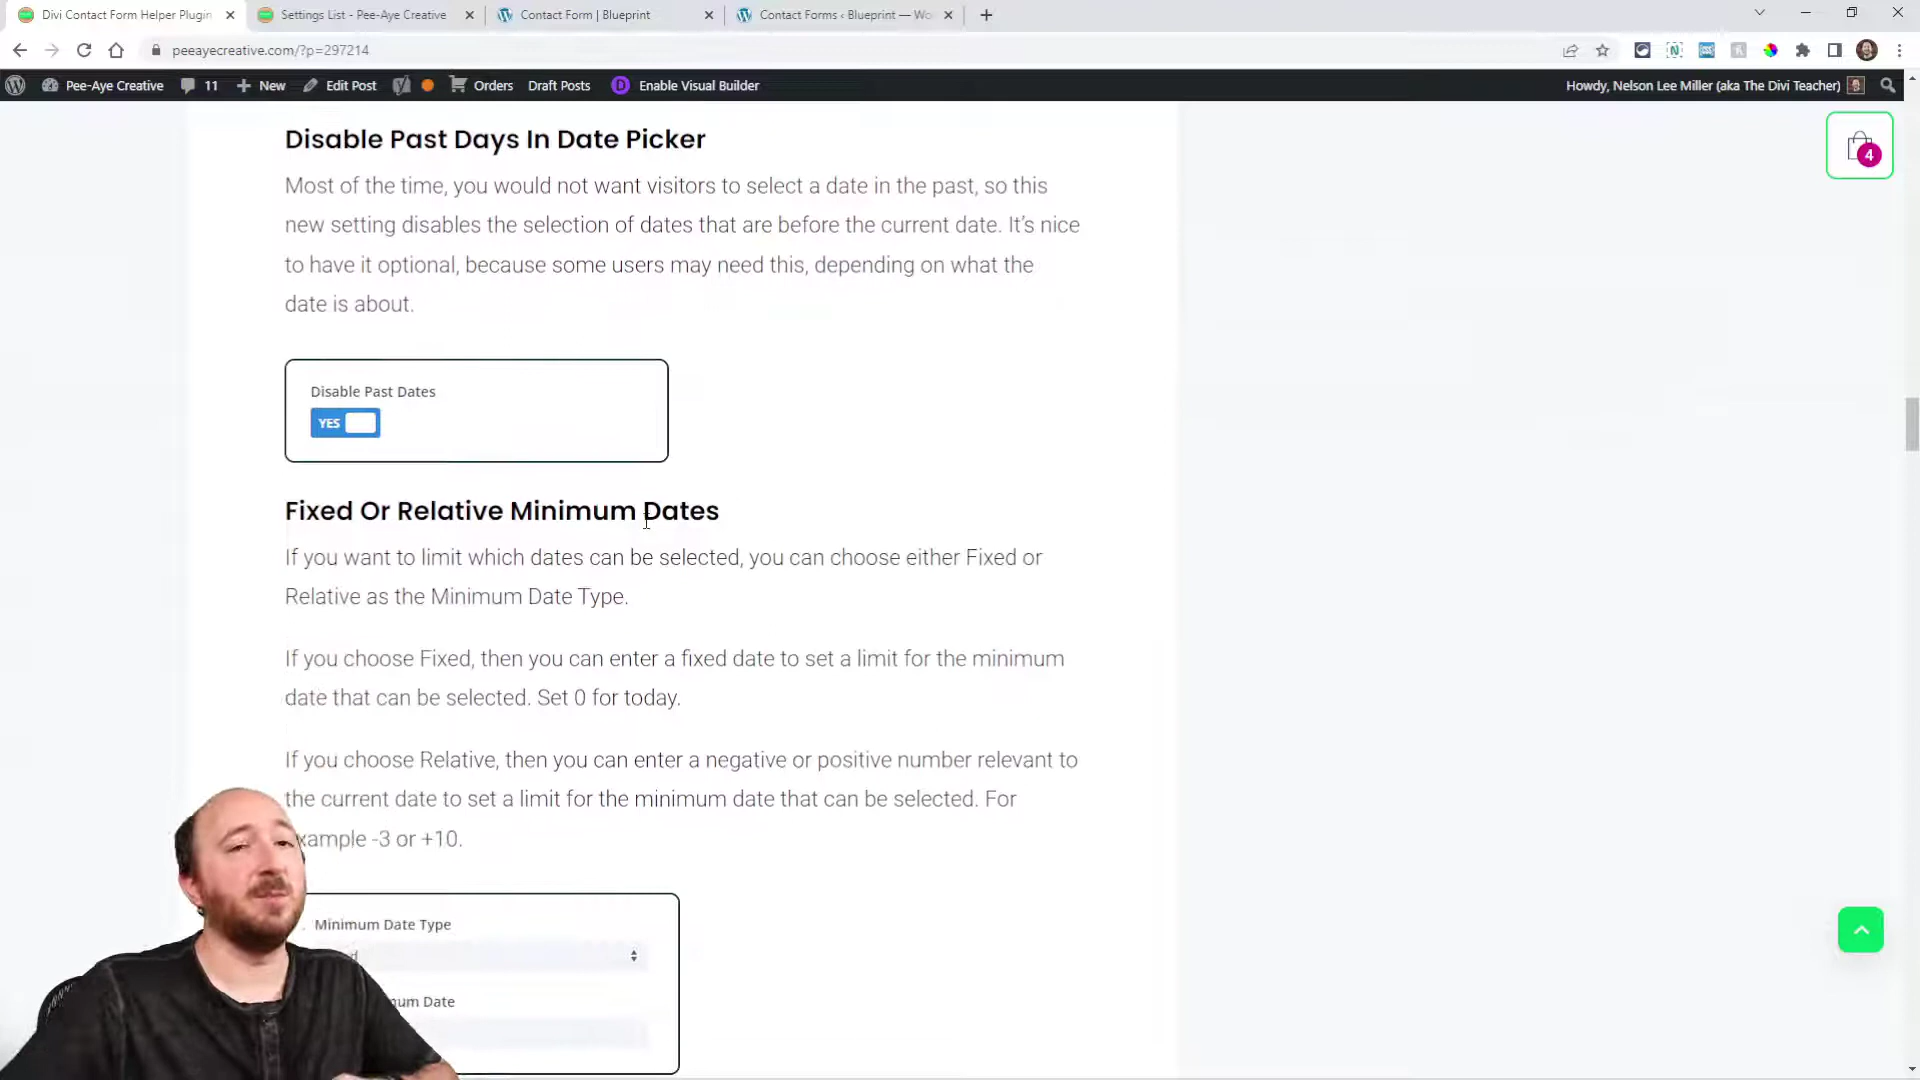 Divi Contact Form Helper Plugin
Settings List - Pee-Aye Creative
Contact Form | Blueprint
Contact Forms ‹ Blueprint — Wo
peeayecreative.com/?p=297214
Pee-Aye Creative
11
New
Edit Post
Orders
Draft Posts
Enable Visual Builder
Howdy, Nelson Lee Miller (aka The Divi Teacher)
4
Disable Past Days In Date Picker
Most of the time, you would not want visitors to select a date in the past, so this
new setting disables the selection of dates that are before the current date. It’s nice
to have it optional, because some users may need this, depending on what the
date is about.
Disable Past Dates
YES
Fixed Or Relative Minimum Dates
If you want to limit which dates can be selected, you can choose either Fixed or
Relative as the Minimum Date Type.
If you choose Fixed, then you can enter a fixed date to set a limit for the minimum
date that can be selected. Set 0 for today.
If you choose Relative, then you can enter a negative or positive number relevant to
the current date to set a limit for the minimum date that can be selected. For
xample -3 or +10.
Minimum Date Type
d
num Date